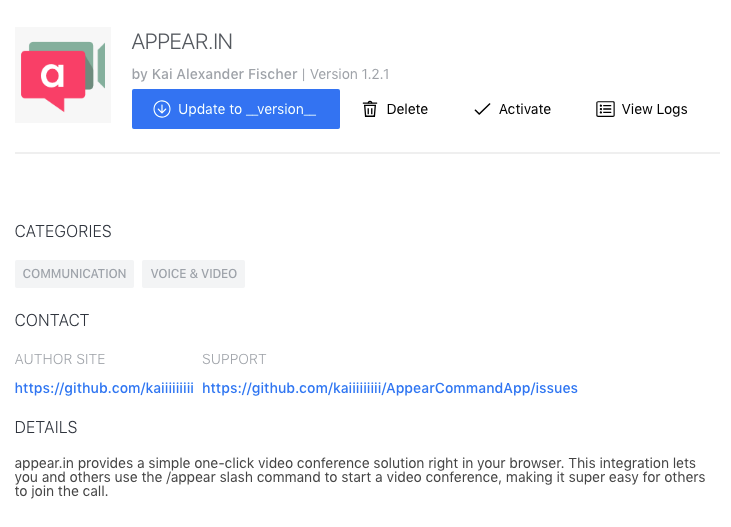 a
APPEAR.IN
by Kai Alexander Fischer | Version 1.2.1
Update to __version__ Delete Activate View Logs
CATEGORIES
COMMUNICATION VOICE & VIDEO
CONTACT
AUTHOR SITE SUPPORT
https://github.com/kaiiiiiiiii https://github.com/kaiiiiiiiii/AppearCommandApp/issues
DETAILS
appear.in provides a simple one-click video conference solution right in your browser. This integration lets
you and others use the /appear slash command to start a video conference, making it super easy for others
to join the call.